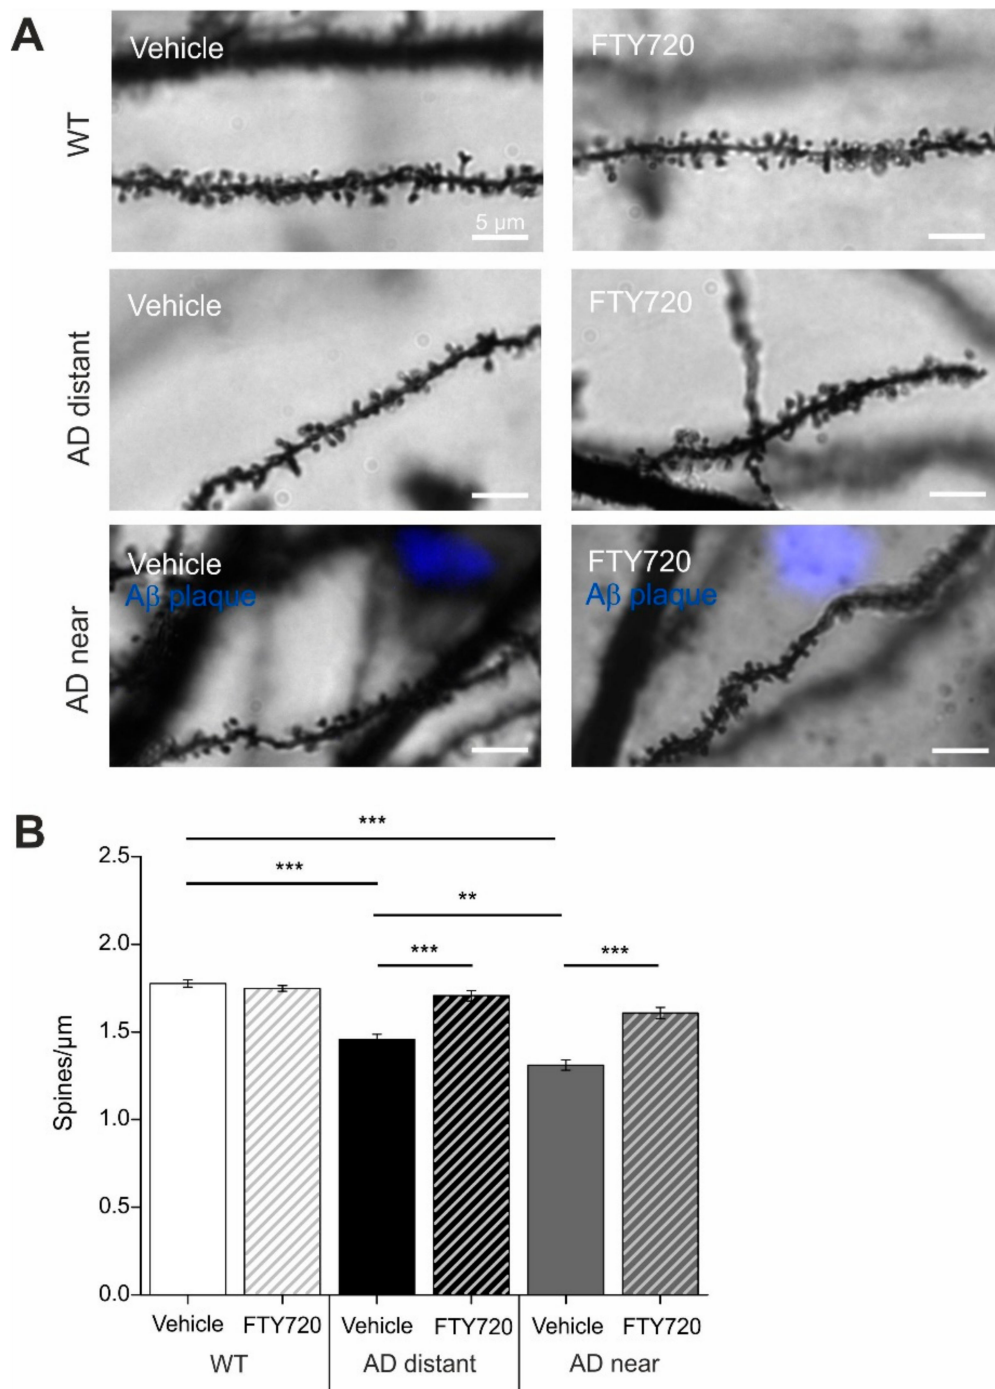 A
WT
Vehicle
5 µm
FTY720
AD distant
Vehicle
FTY720
AD near
Vehicle
Aβ plaque
FTY720
Aβ plaque
B
***
***
**
***
***
Spines/µm
2.5
2.0
1.5
1.0
0.5
0.0
Vehicle FTY720 Vehicle FTY720 Vehicle FTY720
WT AD distant AD near